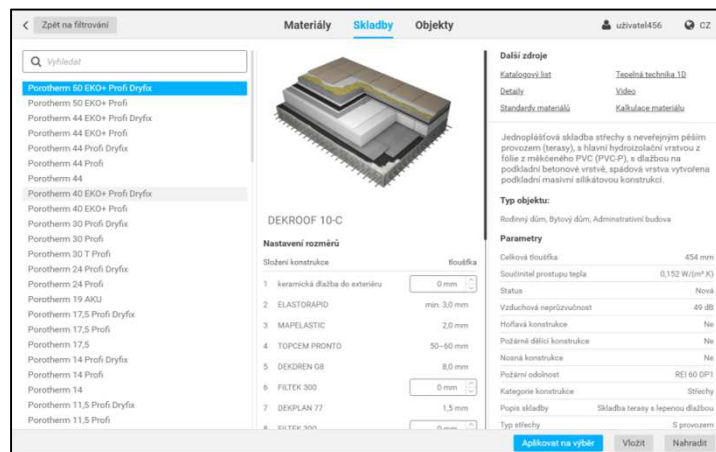 Zpět na filtrování
Materiály Skladby Objekty
uživatel456
CZ
Vyhledat
Porotherm 50 EKO+ Profi Dryfix
Porotherm 50 EKO+ Profi
Porotherm 44 EKO+ Profi Dryfix
Porotherm 44 EKO+ Profi
Porotherm 44 Profi Dryfix
Porotherm 44 Profi
Porotherm 44
Porotherm 40 EKO+ Profi Dryfix
Porotherm 40 EKO+ Profi
Porotherm 30 Profi Dryfix
Porotherm 30 Profi
Porotherm 30 T Profi
Porotherm 24 Profi Dryfix
Porotherm 24 Profi
Porotherm 19 AKU
Porotherm 17,5 Profi Dryfix
Porotherm 17,5 Profi
Porotherm 17,5
Porotherm 14 Profi Dryfix
Porotherm 14 Profi
Porotherm 14
Porotherm 11,5 Profi Dryfix
Porotherm 11,5 Profi
DEKROOF 10-C
Nastavení rozměrů
Složení konstrukce tloušťka
1 keramická dlažba do exteriéru 0 mm
2 ELASTORAPID min. 3,0 mm
3 MAPELASTIC 2,0 mm
4 TOPCEM PRONTO 50–60 mm
5 DEKDREN G8 8,0 mm
6 FILTEK 300 0 mm
7 DEKPLAN 77 1,5 mm
8 FILTEK 300 0 mm
Další zdroje
Katalogový list Tepelná technika 1D
Detaily Video
Standardy materiálů Kalkulace materiálu
Jednoplášťová skladba střechy s neveřejným pěším
provozem (terasy), s hlavní hydroizolační vrstvou z
fólie z měkčeného PVC (PVC-P), s dlažbou na
podkladní betonové vrstvě, spádová vrstva vytvořena
podkladní masivní silikátovou konstrukcí.
Typ objektu:
Rodinný dům, Bytový dům, Adminstrativní budova
Parametry
Celková tloušťka 454 mm
Součinitel prostupu tepla 0,152 W/(m².K)
Status Nová
Vzduchová neprůzvučnost 49 dB
Hořlavá konstrukce Ne
Požárně dělící konstrukce Ne
Nosná konstrukce Ne
Požární odolnost REI 60 DP1
Kategorie konstrukce Střechy
Popis skladby Skladba terasy s lepenou dlažbou
Typ střechy S provozem
Aplikovat na výběr Vložit Nahradit